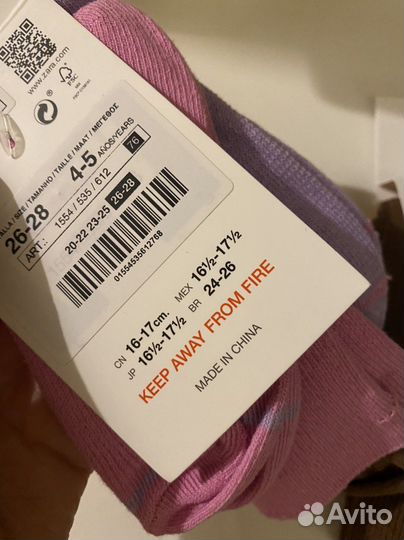 www.zara.com
FSC
TALLA / SIZE / TAMANHO / TAILLE / MAAT / ΜΕΓΕΘΟΣ
26-28 4-5 AÑOS/YEARS
ART.: 1554 / 535 / 612 76
20-22 23-25 26-28
01554535612768
CN 16-17cm. MEX 16½-17½
JP 16½-17½ BR 24-26
KEEP AWAY FROM FIRE
MADE IN CHINA
Avito